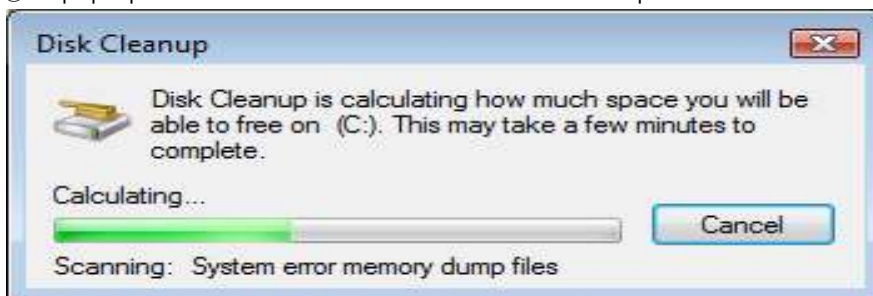 Disk Cleanup
Disk Cleanup is calculating how much space you will be
able to free on (C:). This may take a few minutes to
complete.
Calculating...
Cancel
Scanning: System error memory dump files